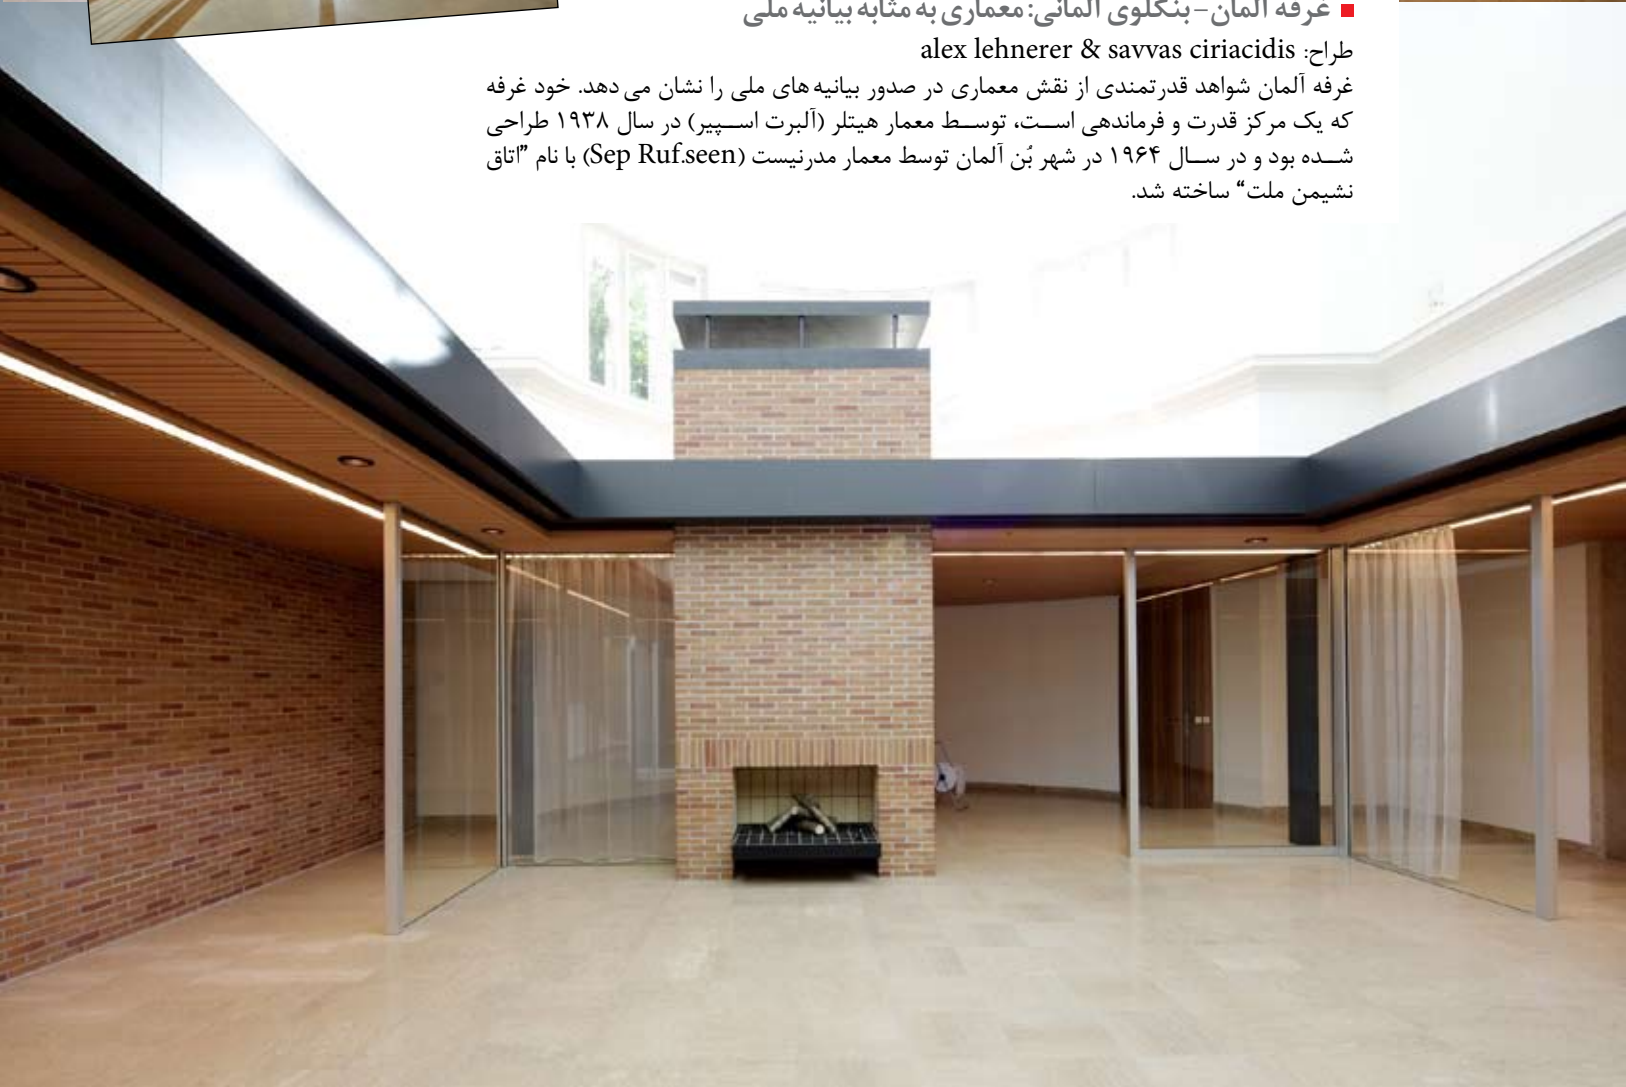 غرفه آلمان- بنگلوی آلمانی: معماری به مثابه بیانیه ملی
طراح: alex lehnerer & savvas ciriacidis
غرفه آلمان شواهد قدرتمندی از نقش معماری در صدور بیانیه های ملی را نشان می دهد. خود غرفه
که یک مرکز قدرت و فرماندهی است، توسط معمار هیتلر (آلبرت اسپیر) در سال ۱۹۳۸ طراحی
شده بود و در سال ۱۹۶۴ در شهر بُن آلمان توسط معمار مدرنیست (Sep Ruf.seen) با نام ”اتاق
نشیمن ملت“ ساخته شد.